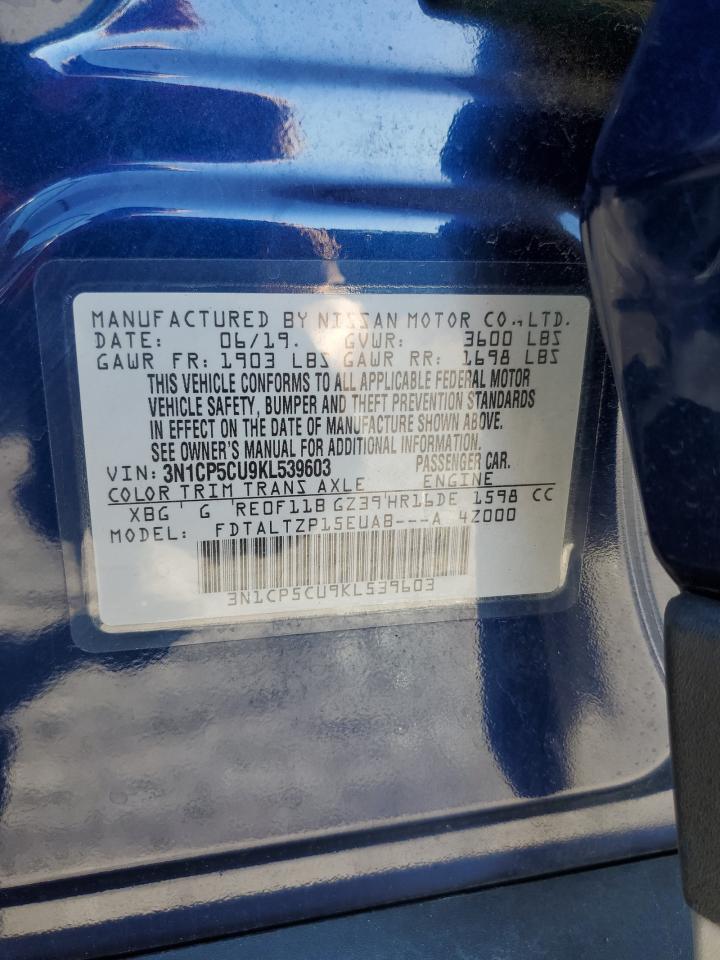 MANUFACTURED BY NISSAN MOTOR CO., LTD.
DATE: 06/19. GVWR: 3600 LBS
GAWR FR: 1903 LBS GAWR RR: 1698 LBS
THIS VEHICLE CONFORMS TO ALL APPLICABLE FEDERAL MOTOR
VEHICLE SAFETY, BUMPER AND THEFT PREVENTION STANDARDS
IN EFFECT ON THE DATE OF MANUFACTURE SHOWN ABOVE.
SEE OWNER'S MANUAL FOR ADDITIONAL INFORMATION.
VIN: 3N1CP5CU9KL539603 PASSENGER CAR.
COLOR TRIM TRANS AXLE ENGINE
XBG G RE0F11B GZ39 HR16DE 1598 CC
MODEL: FDTALTZP15EUAB---A 4Z000
3N1CP5CU9KL539603